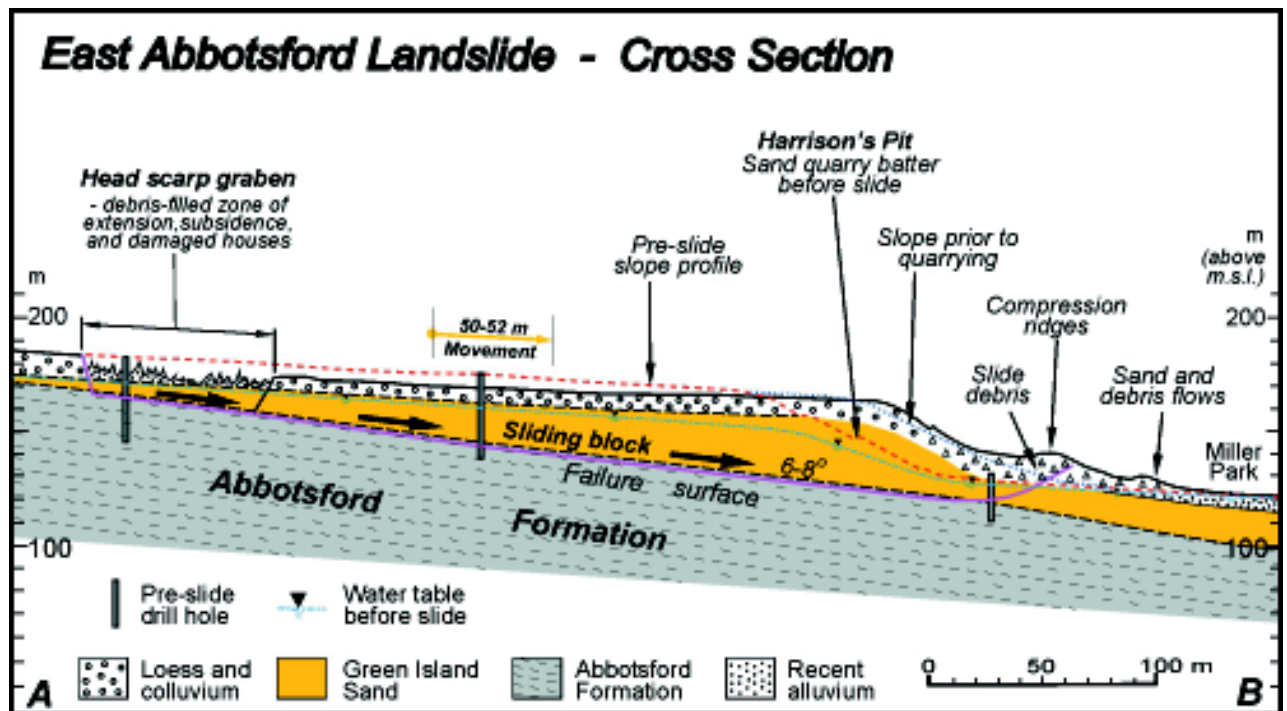 East Abbotsford Landslide - Cross Section
Head scarp graben
- debris-filled zone of
extension, subsidence,
and damaged houses
Harrison's Pit
Sand quarry batter
before slide
Pre-slide
slope profile
Slope prior to
quarrying
m
(above
m.s.l.)
m
Compression
ridges
200
50-52 m
Movement
200
Slide
debris
Sand and
debris flows
Miller
Park
Sliding block
6-8°
Failure surface
Abbotsford
Formation
100
100
Pre-slide
drill hole
Water table
before slide
Loess and
colluvium
Green Island
Sand
Abbotsford
Formation
Recent
alluvium
0 50 100 m
A
B